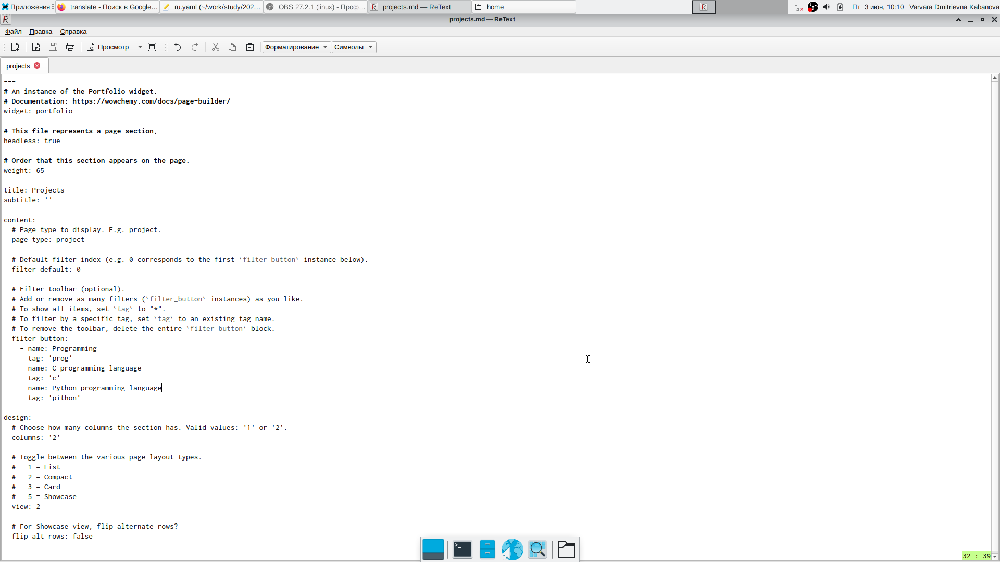 Приложения
translate - Поиск в Google...
ru.yaml (~/work/study/202...
OBS 27.2.1 (linux) - Проф...
projects.md — ReText
home
Пт 3 июн, 10:10 Varvara Dmitrievna Kabanova
projects.md — ReText
Файл Правка Справка
Просмотр Форматирование Символы
projects
---
# An instance of the Portfolio widget.
# Documentation: https://wowchemy.com/docs/page-builder/
widget: portfolio
# This file represents a page section.
headless: true
# Order that this section appears on the page.
weight: 65
title: Projects
subtitle: ''
content:
# Page type to display. E.g. project.
page_type: project
# Default filter index (e.g. 0 corresponds to the first `filter_button` instance below).
filter_default: 0
# Filter toolbar (optional).
# Add or remove as many filters (`filter_button` instances) as you like.
# To show all items, set `tag` to "*".
# To filter by a specific tag, set `tag` to an existing tag name.
# To remove the toolbar, delete the entire `filter_button` block.
filter_button:
- name: Programming
tag: 'prog'
- name: C programming language
tag: 'c'
- name: Python programming language
tag: 'pithon'
design:
# Choose how many columns the section has. Valid values: '1' or '2'.
columns: '2'
# Toggle between the various page layout types.
#   1 = List
#   2 = Compact
#   3 = Card
#   5 = Showcase
view: 2
# For Showcase view, flip alternate rows?
flip_alt_rows: false
---
32 : 39